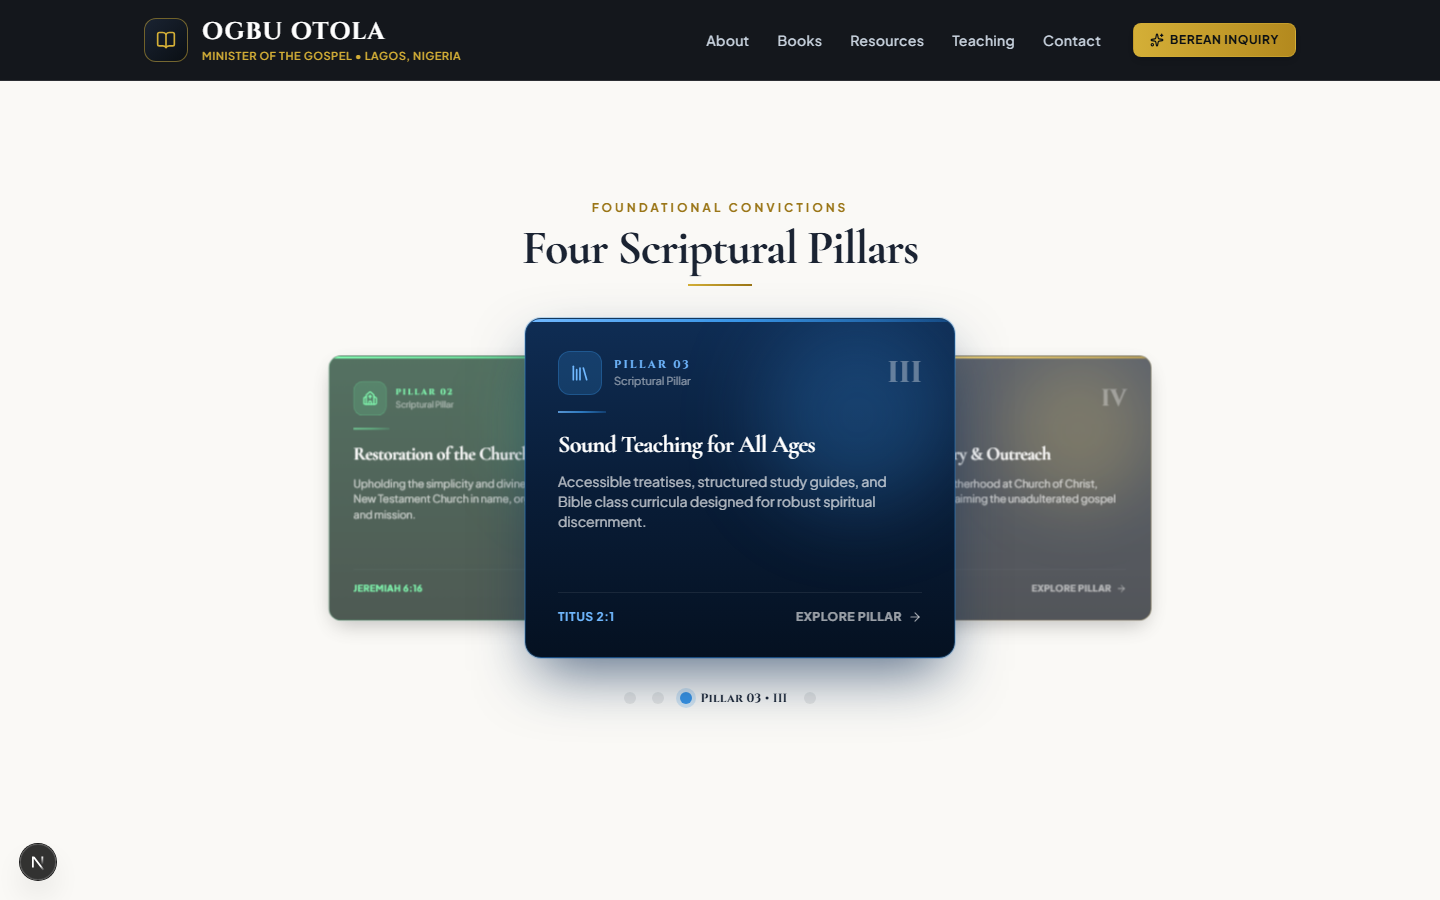 OGBU OTOLA
MINISTER OF THE GOSPEL • LAGOS, NIGERIA
About
Books
Resources
Teaching
Contact
BEREAN INQUIRY
FOUNDATIONAL CONVICTIONS
Four Scriptural Pillars
PILLAR 02
Scriptural Pillar
Restoration of the Church
Upholding the simplicity and divine
New Testament Church in name, or
and mission.
JEREMIAH 6:16
PILLAR 03
Scriptural Pillar
III
Sound Teaching for All Ages
Accessible treatises, structured study guides, and
Bible class curricula designed for robust spiritual
discernment.
TITUS 2:1
EXPLORE PILLAR →
IV
ry & Outreach
therhood at Church of Christ,
aiming the unadulterated gospel
EXPLORE PILLAR →
PILLAR 03 • III
N